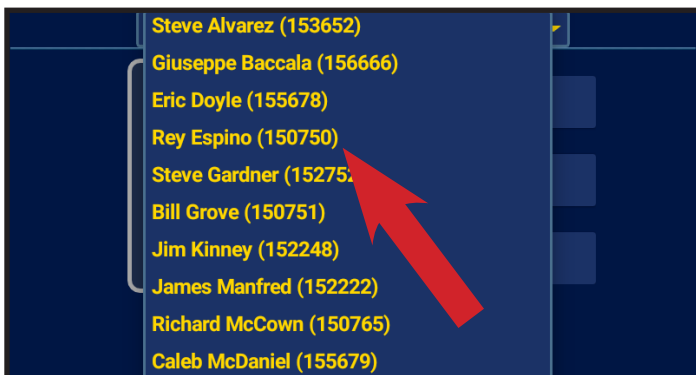 Steve Alvarez (153652)
Giuseppe Baccala (156666)
Eric Doyle (155678)
Rey Espino (150750)
Steve Gardner (152752
Bill Grove (150751)
Jim Kinney (152248)
James Manfred (152222)
Richard McCown (150765)
Caleb McDaniel (155679)